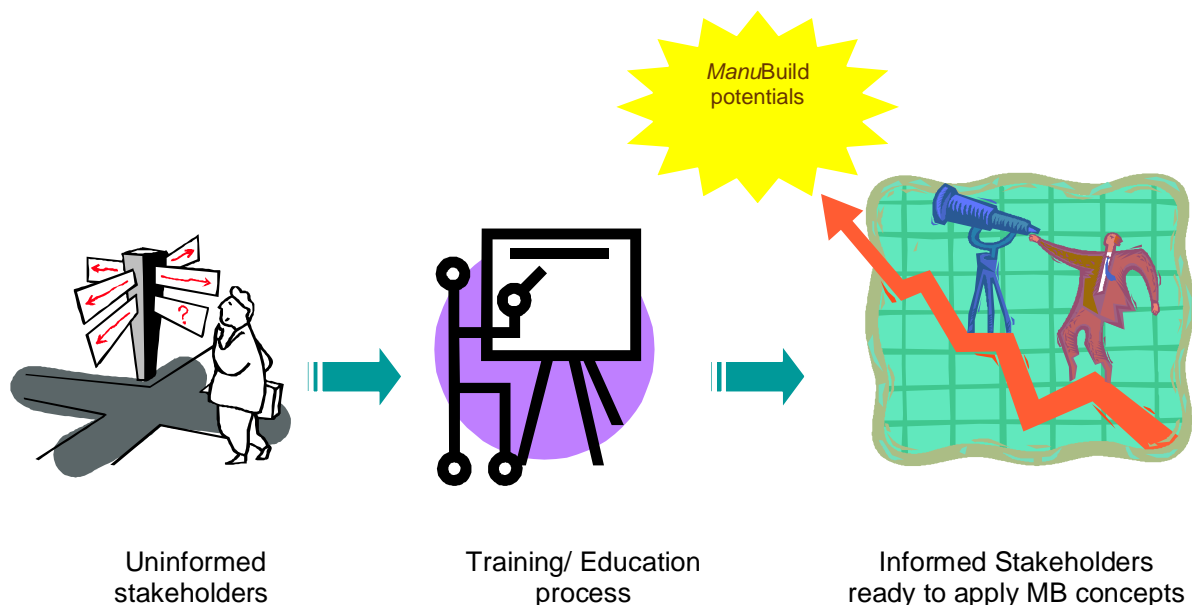 ManuBuild
potentials
?
Uninformed
stakeholders
Training/ Education
process
Informed Stakeholders
ready to apply MB concepts